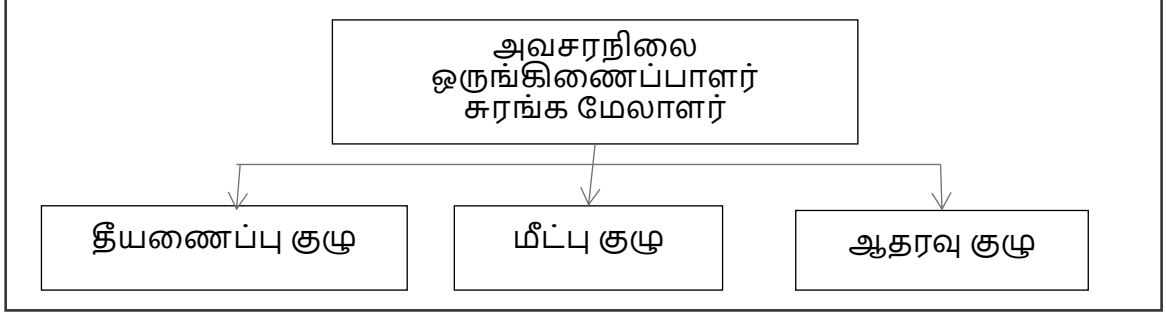 அவசரநிலை
ஒருங்கிணைப்பாளர்
சுரங்க மேலாளர்
தீயணைப்பு குழு
மீட்பு குழு
ஆதரவு குழு